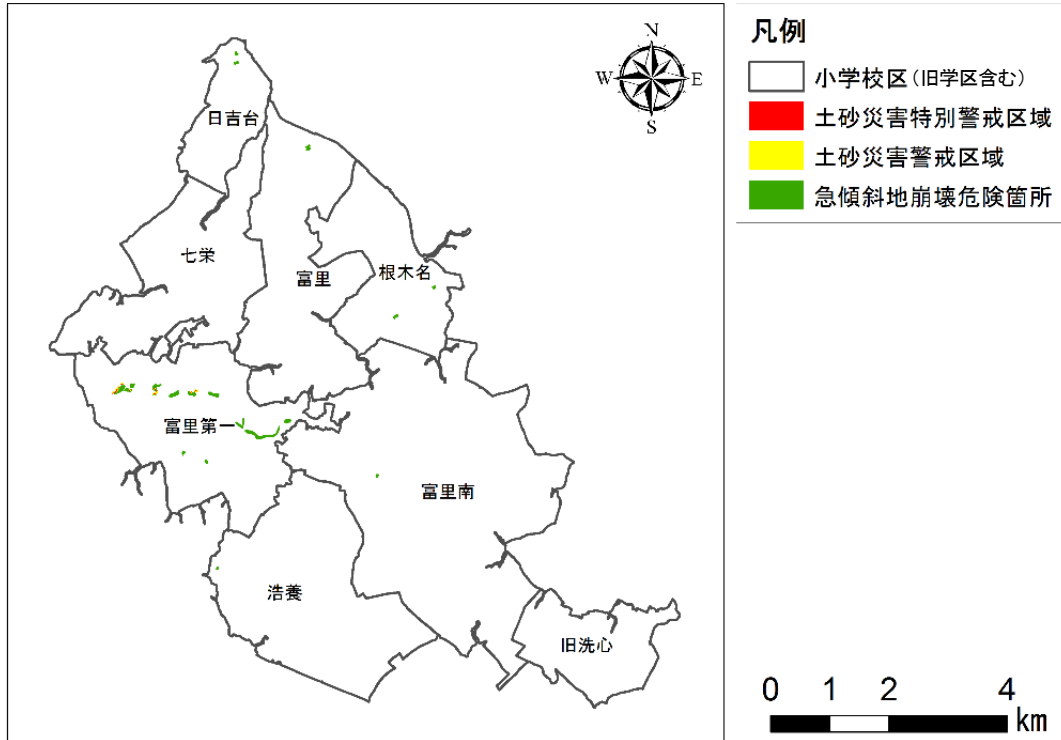 N
W
E
S
日吉台
七栄
富里
根木名
富里第一
富里南
浩養
旧洗心
凡例
小学校区(旧学区含む)
土砂災害特別警戒区域
土砂災害警戒区域
急傾斜地崩壊危険箇所
0 1 2 4
km